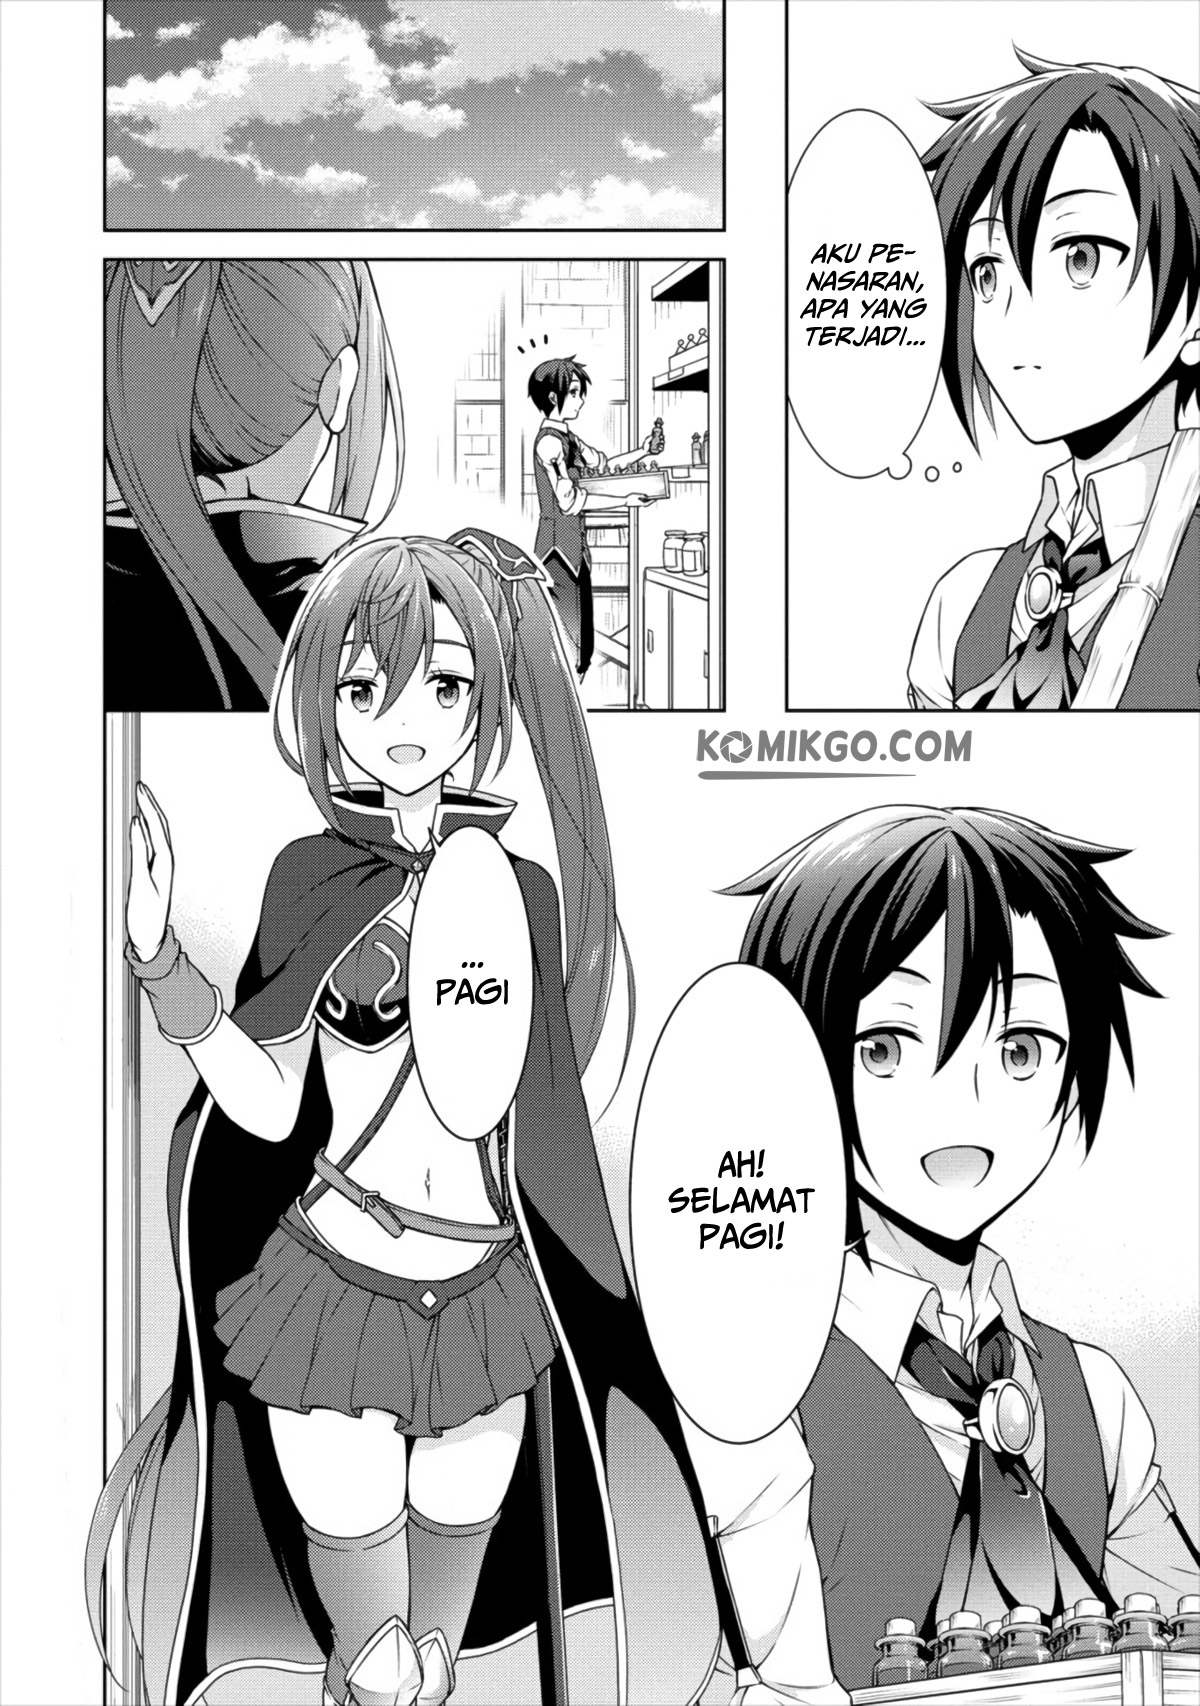 AKU PE-
NASARAN,
APA YANG
TERJADI...
KOMIKGO.COM
AH!
SELAMAT
PAGI!
...
PAGI